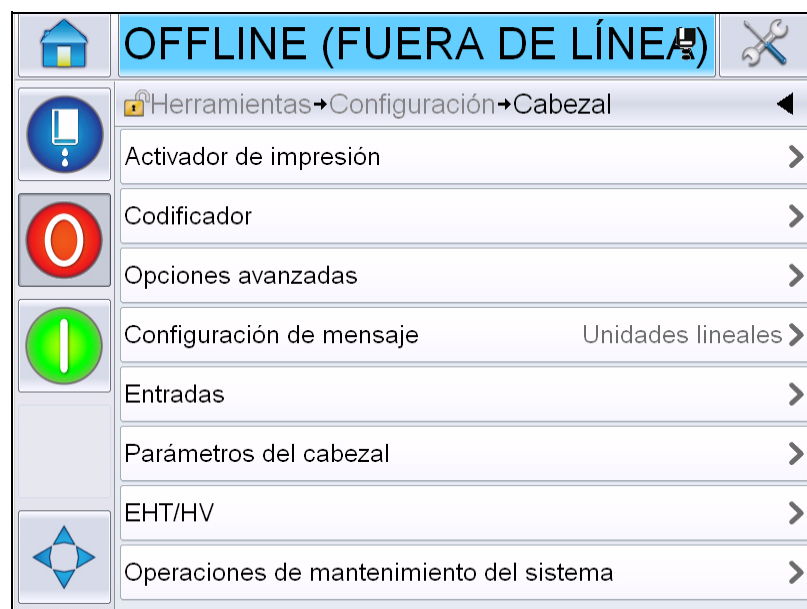 OFFLINE (FUERA DE LÍNEA)
Herramientas→Configuración→Cabezal
Activador de impresión
Codificador
Opciones avanzadas
Configuración de mensaje Unidades lineales
Entradas
Parámetros del cabezal
EHT/HV
Operaciones de mantenimiento del sistema